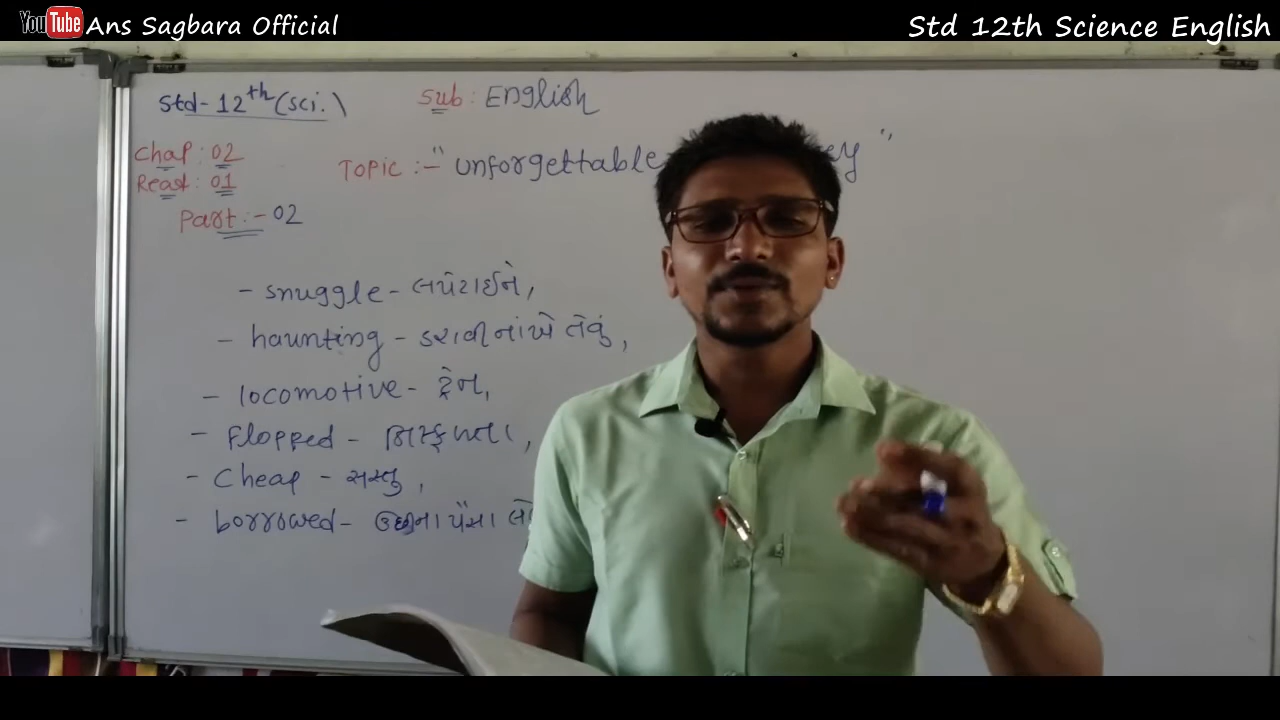 YouTube Ans Sagbara Official
Std 12th Science English
Std-12th (Sci.)
Sub: English
Chap: 02
Read: 01
Topic :- "Unforgettable ey"
Part :- 02
- snuggle - લપેટાઈને,
- haunting - ડરાવી નાંખે તેવું,
- locomotive - ટ્રેન,
- Flopped -
- Cheap - સસ્તુ,
- borrowed- ઉછીના પૈસા લે